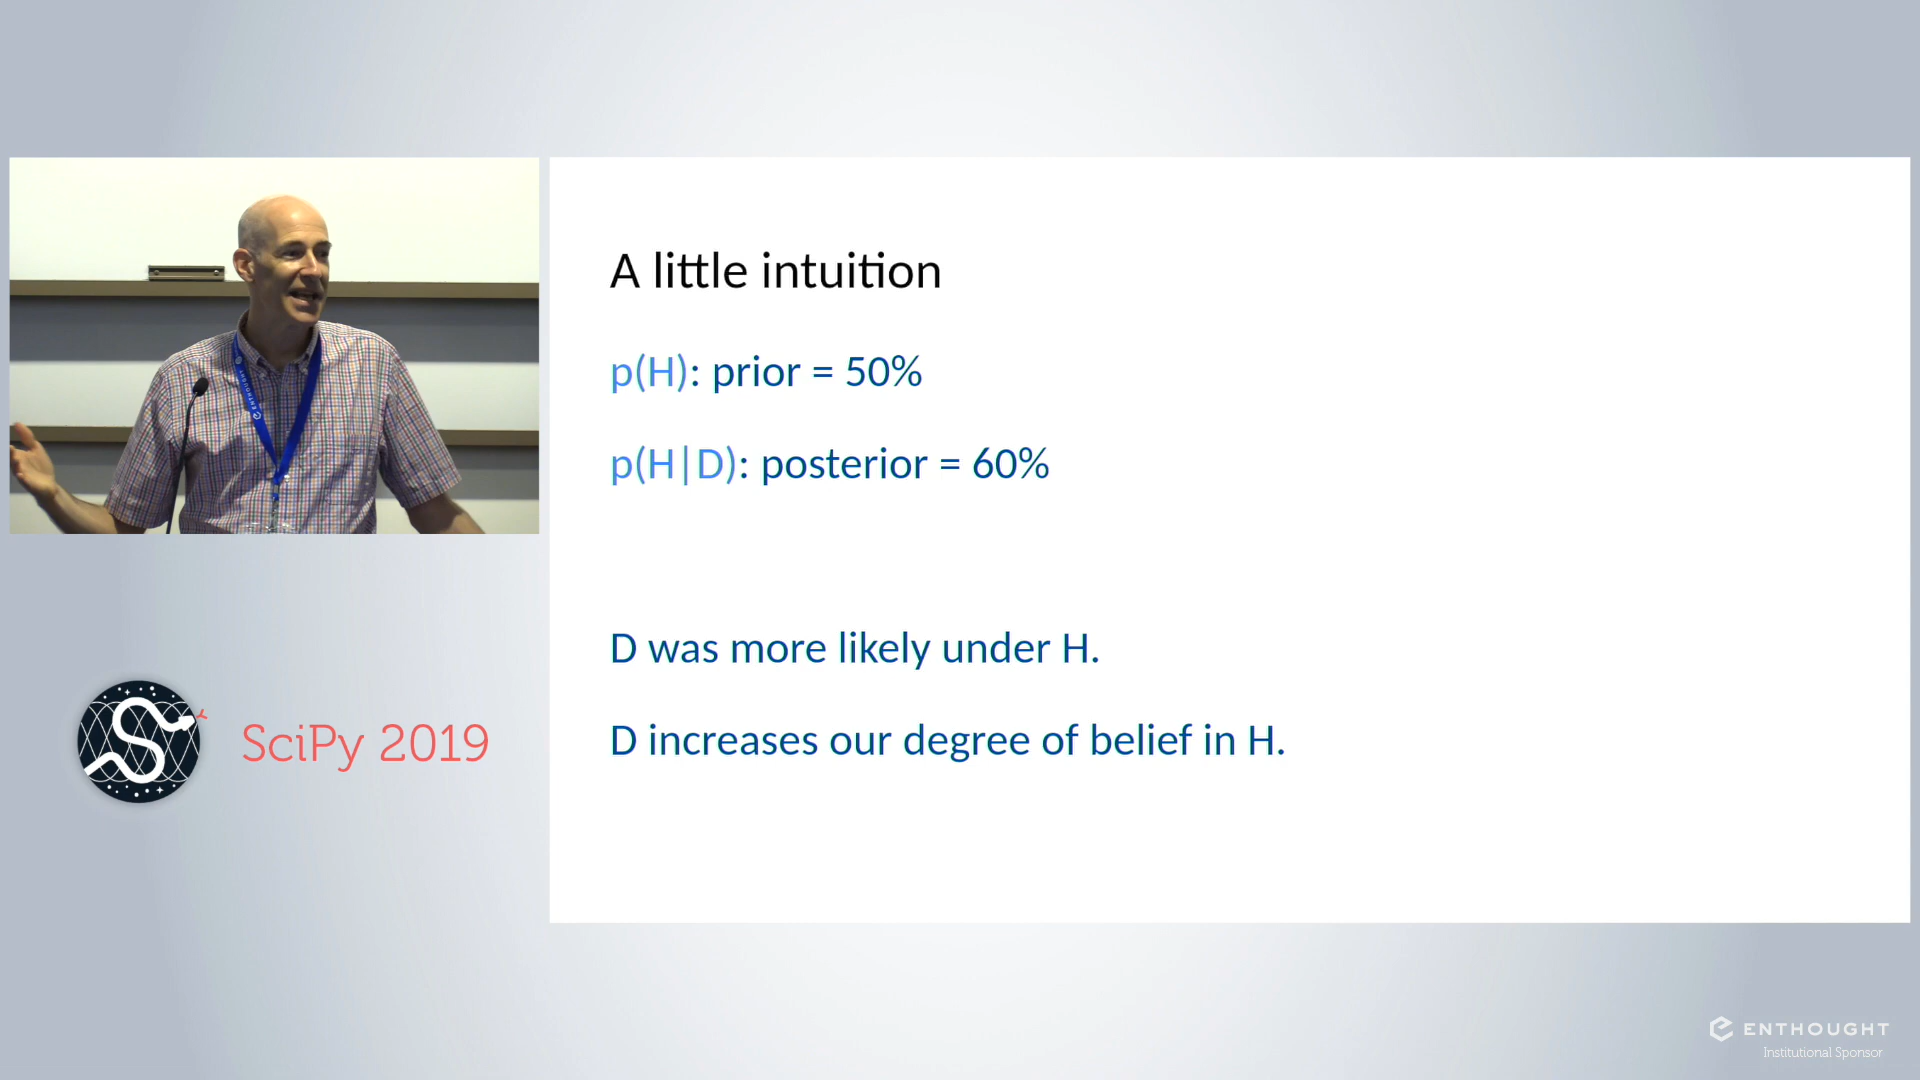 A little intuition
p(H): prior = 50%
p(H|D): posterior = 60%
D was more likely under H.
D increases our degree of belief in H.
ENTHOUGHT
SciPy 2019
ENTHOUGHT
Institutional Sponsor